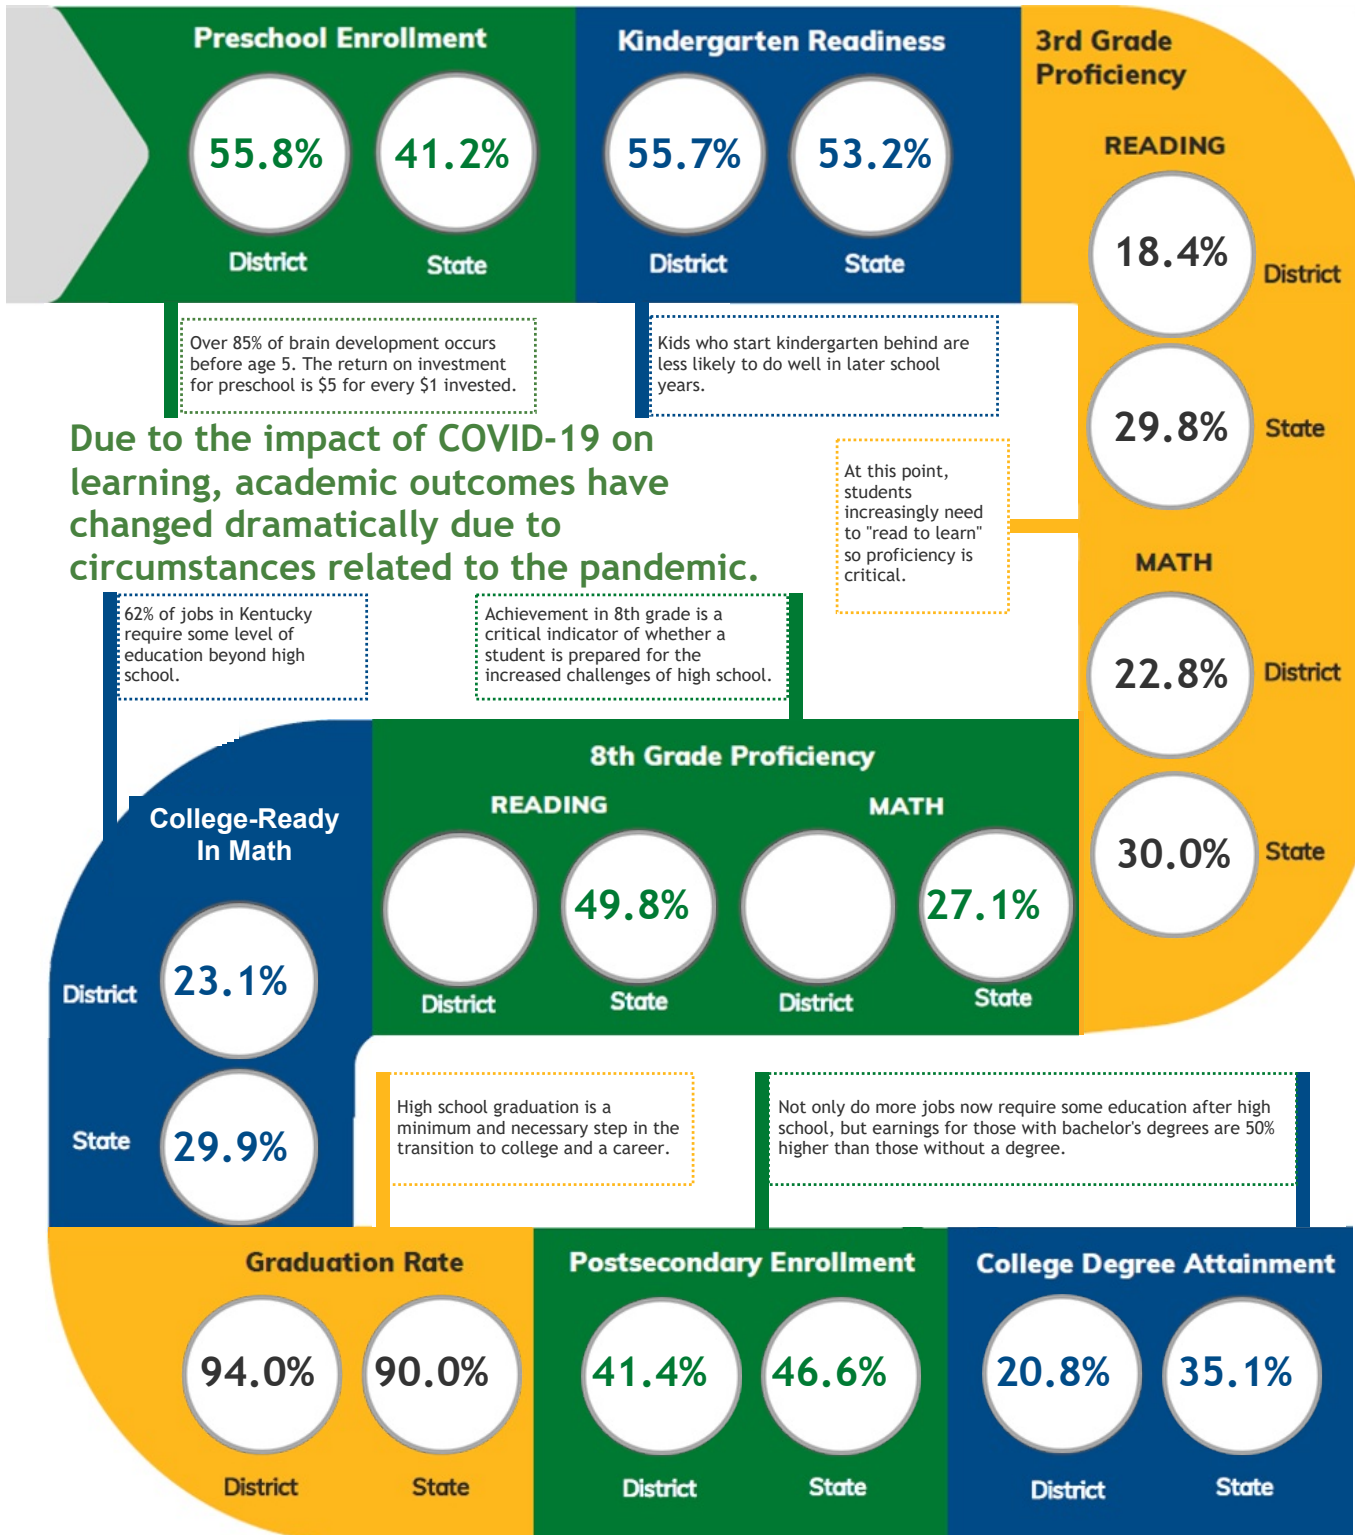 Preschool Enrollment
55.8%
41.2%
District
State
Kindergarten Readiness
55.7%
53.2%
District
State
3rd Grade
Proficiency
READING
18.4%
District
29.8%
State
MATH
22.8%
District
30.0%
State
Over 85% of brain development occurs
before age 5. The return on investment
for preschool is $5 for every $1 invested.
Kids who start kindergarten behind are
less likely to do well in later school
years.
Due to the impact of COVID-19 on
learning, academic outcomes have
changed dramatically due to
circumstances related to the pandemic.
At this point,
students
increasingly need
to "read to learn"
so proficiency is
critical.
62% of jobs in Kentucky
require some level of
education beyond high
school.
Achievement in 8th grade is a
critical indicator of whether a
student is prepared for the
increased challenges of high school.
8th Grade Proficiency
READING
MATH
49.8%
27.1%
District
State
District
State
College-Ready
In Math
District
23.1%
State
29.9%
High school graduation is a
minimum and necessary step in the
transition to college and a career.
Not only do more jobs now require some education after high
school, but earnings for those with bachelor's degrees are 50%
higher than those without a degree.
Graduation Rate
94.0%
90.0%
District
State
Postsecondary Enrollment
41.4%
46.6%
District
State
College Degree Attainment
20.8%
35.1%
District
State